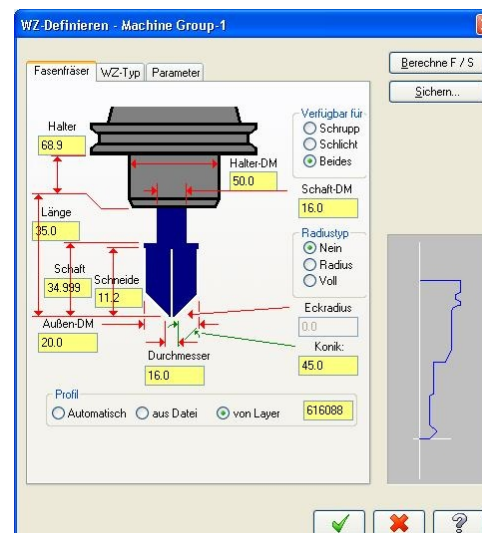 WZ-Definieren - Machine Group-1
Fasenfräser WZ-Typ Parameter
Berechne F / S
Sichern...
Halter
68.9
Halter-DM
50.0
Verfügbar für
Schrupp
Schlicht
Beides
Schaft-DM
16.0
Länge
35.0
Radiustyp
Nein
Radius
Voll
Schaft
34.999
Schneide
11.2
Eckradius
0.0
Außen-DM
20.0
Durchmesser
16.0
Konik:
45.0
Profil
Automatisch aus Datei von Layer 616088